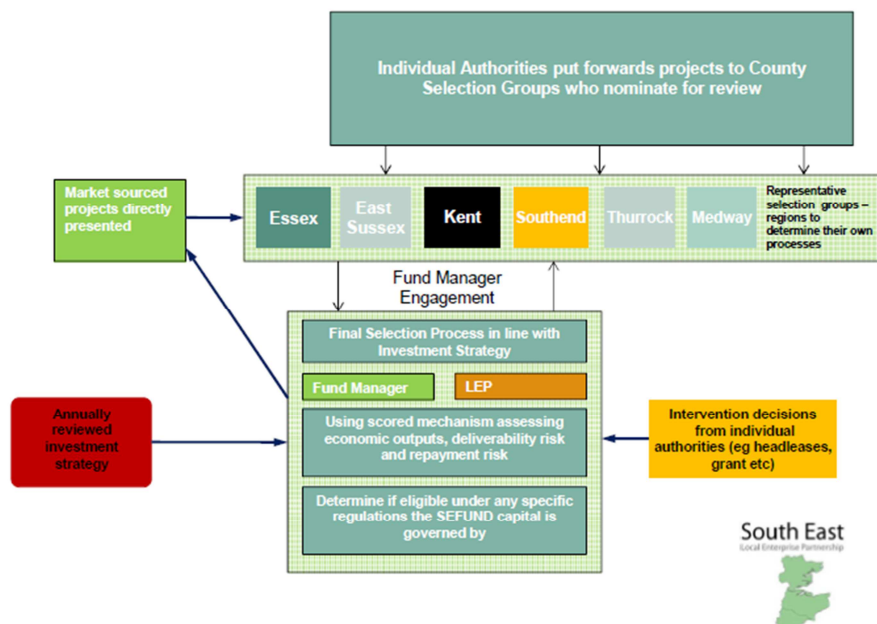 Individual Authorities put forwards projects to County
Selection Groups who nominate for review
Market sourced
projects directly
presented
Essex
East
Sussex
Kent
Southend
Thurrock
Medway
Representative
selection groups –
regions to
determine their own
processes
Fund Manager
Engagement
Final Selection Process in line with
Investment Strategy
Fund Manager
LEP
Annually
reviewed
investment
strategy
Using scored mechanism assessing
economic outputs, deliverability risk
and repayment risk
Intervention decisions
from individual
authorities (eg headleases,
grant etc)
Determine if eligible under any specific
regulations the SEFUND capital is
governed by
South East
Local Enterprise Partnership